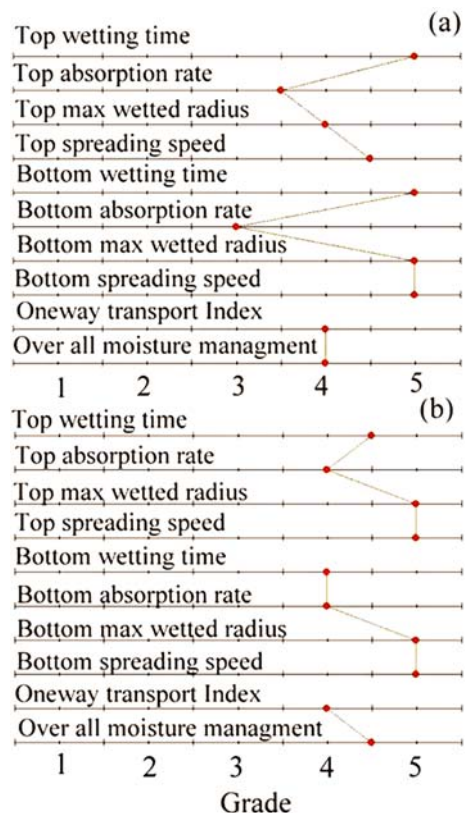 (a)
Top wetting time
Top absorption rate
Top max wetted radius
Top spreading speed
Bottom wetting time
Bottom absorption rate
Bottom max wetted radius
Bottom spreading speed
Oneway transport Index
Over all moisture managment
1 2 3 4 5
(b)
Top wetting time
Top absorption rate
Top max wetted radius
Top spreading speed
Bottom wetting time
Bottom absorption rate
Bottom max wetted radius
Bottom spreading speed
Oneway transport Index
Over all moisture managment
1 2 3 4 5
Grade